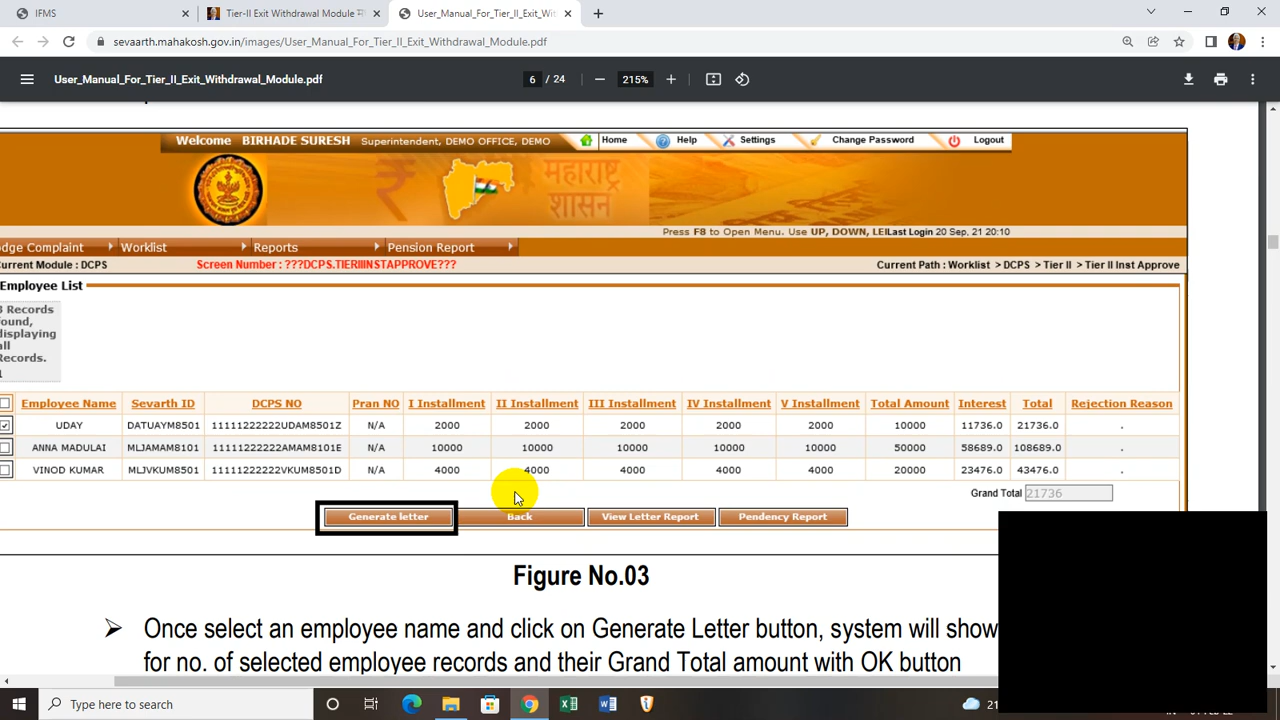 IFMS
Tier-II Exit Withdrawal Module
User_Manual_For_Tier_II_Exit_Wit
sevaarth.mahakosh.gov.in/images/User_Manual_For_Tier_II_Exit_Withdrawal_Module.pdf
User_Manual_For_Tier_II_Exit_Withdrawal_Module.pdf
6 / 24
215%
Welcome BIRHADE SURESH Superintendent, DEMO OFFICE, DEMO
Home Help Settings Change Password Logout
महाराष्ट्र
शासन
Press F8 to Open Menu. Use UP, DOWN, LEILast Login 20 Sep, 21 20:10
odge Complaint Worklist Reports Pension Report
Current Module : DCPS Screen Number : ???DCPS.TIERIIINSTAPPROVE??? Current Path : Worklist > DCPS > Tier II > Tier II Inst Approve
Employee List
3 Records
found,
displaying
all
Records.
1
Employee Name Sevarth ID DCPS NO Pran NO I Installment II Installment III Installment IV Installment V Installment Total Amount Interest Total Rejection Reason
UDAY DATUAYM8501 11111222222UDAM8501Z N/A 2000 2000 2000 2000 2000 10000 11736.0 21736.0 .
ANNA MADULAI MLJAMAM8101 11111222222AMAM8101E N/A 10000 10000 10000 10000 10000 50000 58689.0 108689.0 .
VINOD KUMAR MLJVKUM8501 11111222222VKUM8501D N/A 4000 4000 4000 4000 4000 20000 23476.0 43476.0 .
Grand Total 21736
Generate letter Back View Letter Report Pendency Report
Figure No.03
➢ Once select an employee name and click on Generate Letter button, system will show
for no. of selected employee records and their Grand Total amount with OK button
Type here to search